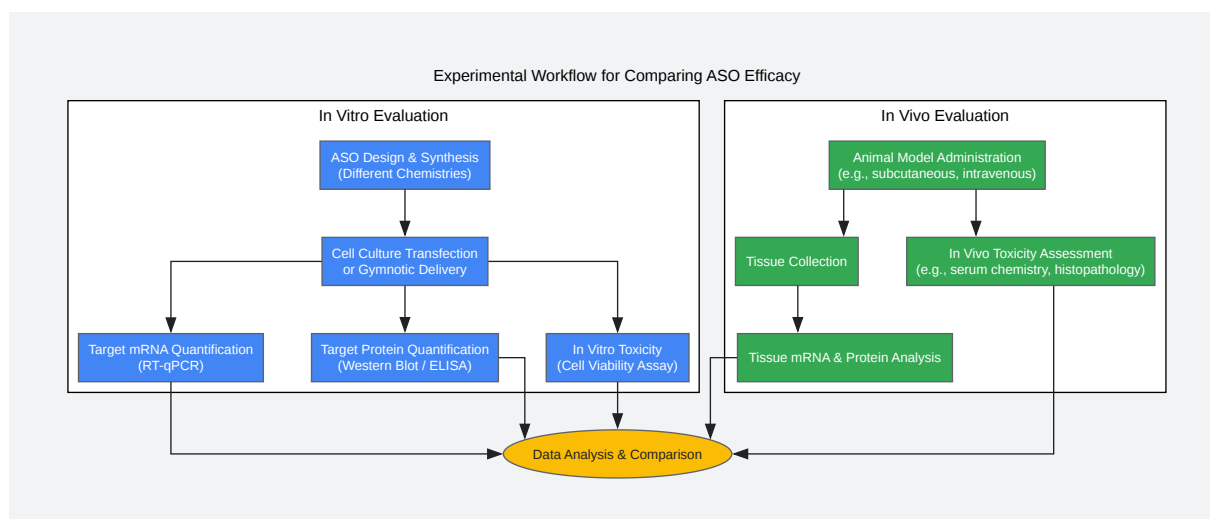 Experimental Workflow for Comparing ASO Efficacy
In Vitro Evaluation
ASO Design & Synthesis
(Different Chemistries)
Cell Culture Transfection
or Gymnotic Delivery
Target mRNA Quantification
(RT-qPCR)
Target Protein Quantification
(Western Blot / ELISA)
In Vitro Toxicity
(Cell Viability Assay)
In Vivo Evaluation
Animal Model Administration
(e.g., subcutaneous, intravenous)
Tissue Collection
In Vivo Toxicity Assessment
(e.g., serum chemistry, histopathology)
Tissue mRNA & Protein Analysis
Data Analysis & Comparison